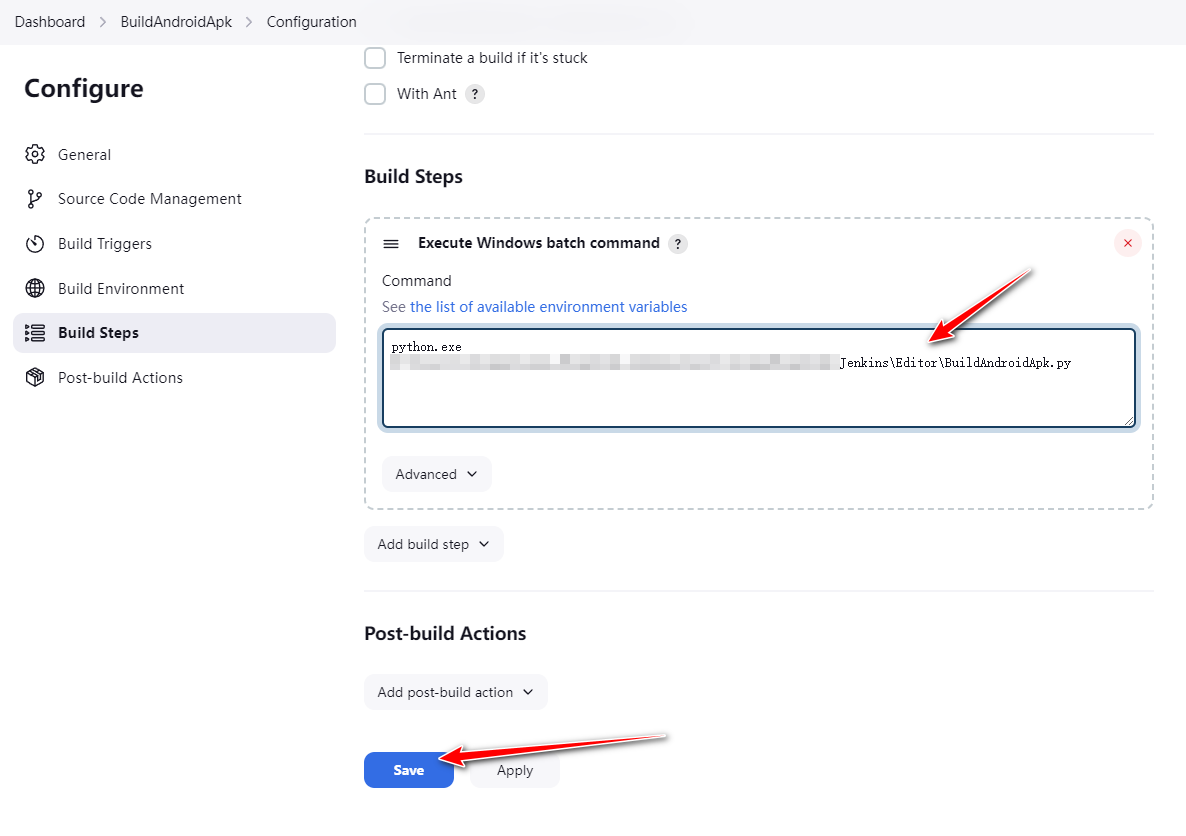 Dashboard > BuildAndroidApk > Configuration
Configure
General
Source Code Management
Build Triggers
Build Environment
Build Steps
Post-build Actions
Terminate a build if it's stuck
With Ant ?
Build Steps
Execute Windows batch command ?
Command
See the list of available environment variables
python.exe
Jenkins\Editor\BuildAndroidApk.py
Advanced
Add build step
Post-build Actions
Add post-build action
Save
Apply